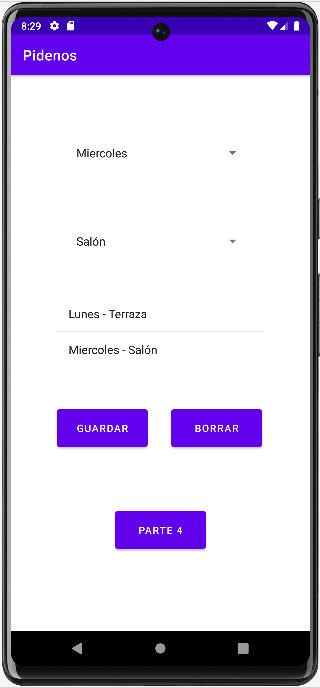 8:29
Pidenos
Miercoles
Salón
Lunes - Terraza
Miercoles - Salón
GUARDAR BORRAR
PARTE 4